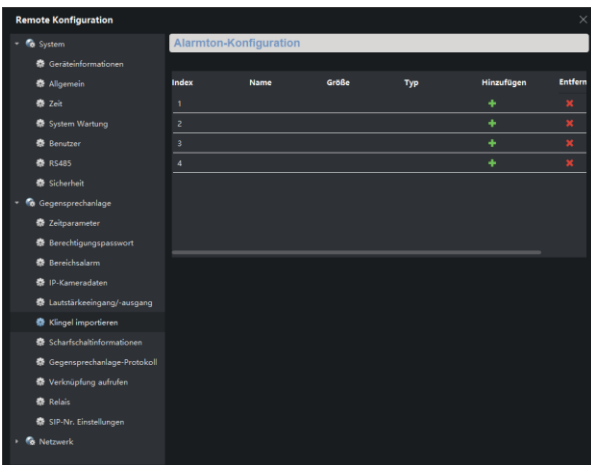 Remote Konfiguration
System
Geräteinformationen
Allgemein
Zeit
System Wartung
Benutzer
RS485
Sicherheit
Gegensprechanlage
Zeitparameter
Berechtigungspasswort
Bereichsalarm
IP-Kameradaten
Lautstärkeeingang/-ausgang
Klingel importieren
Scharfschaltinformationen
Gegensprechanlage-Protokoll
Verknüpfung aufrufen
Relais
SIP-Nr. Einstellungen
Netzwerk
Alarmton-Konfiguration
Index Name Größe Typ Hinzufügen Entfern
1
2
3
4